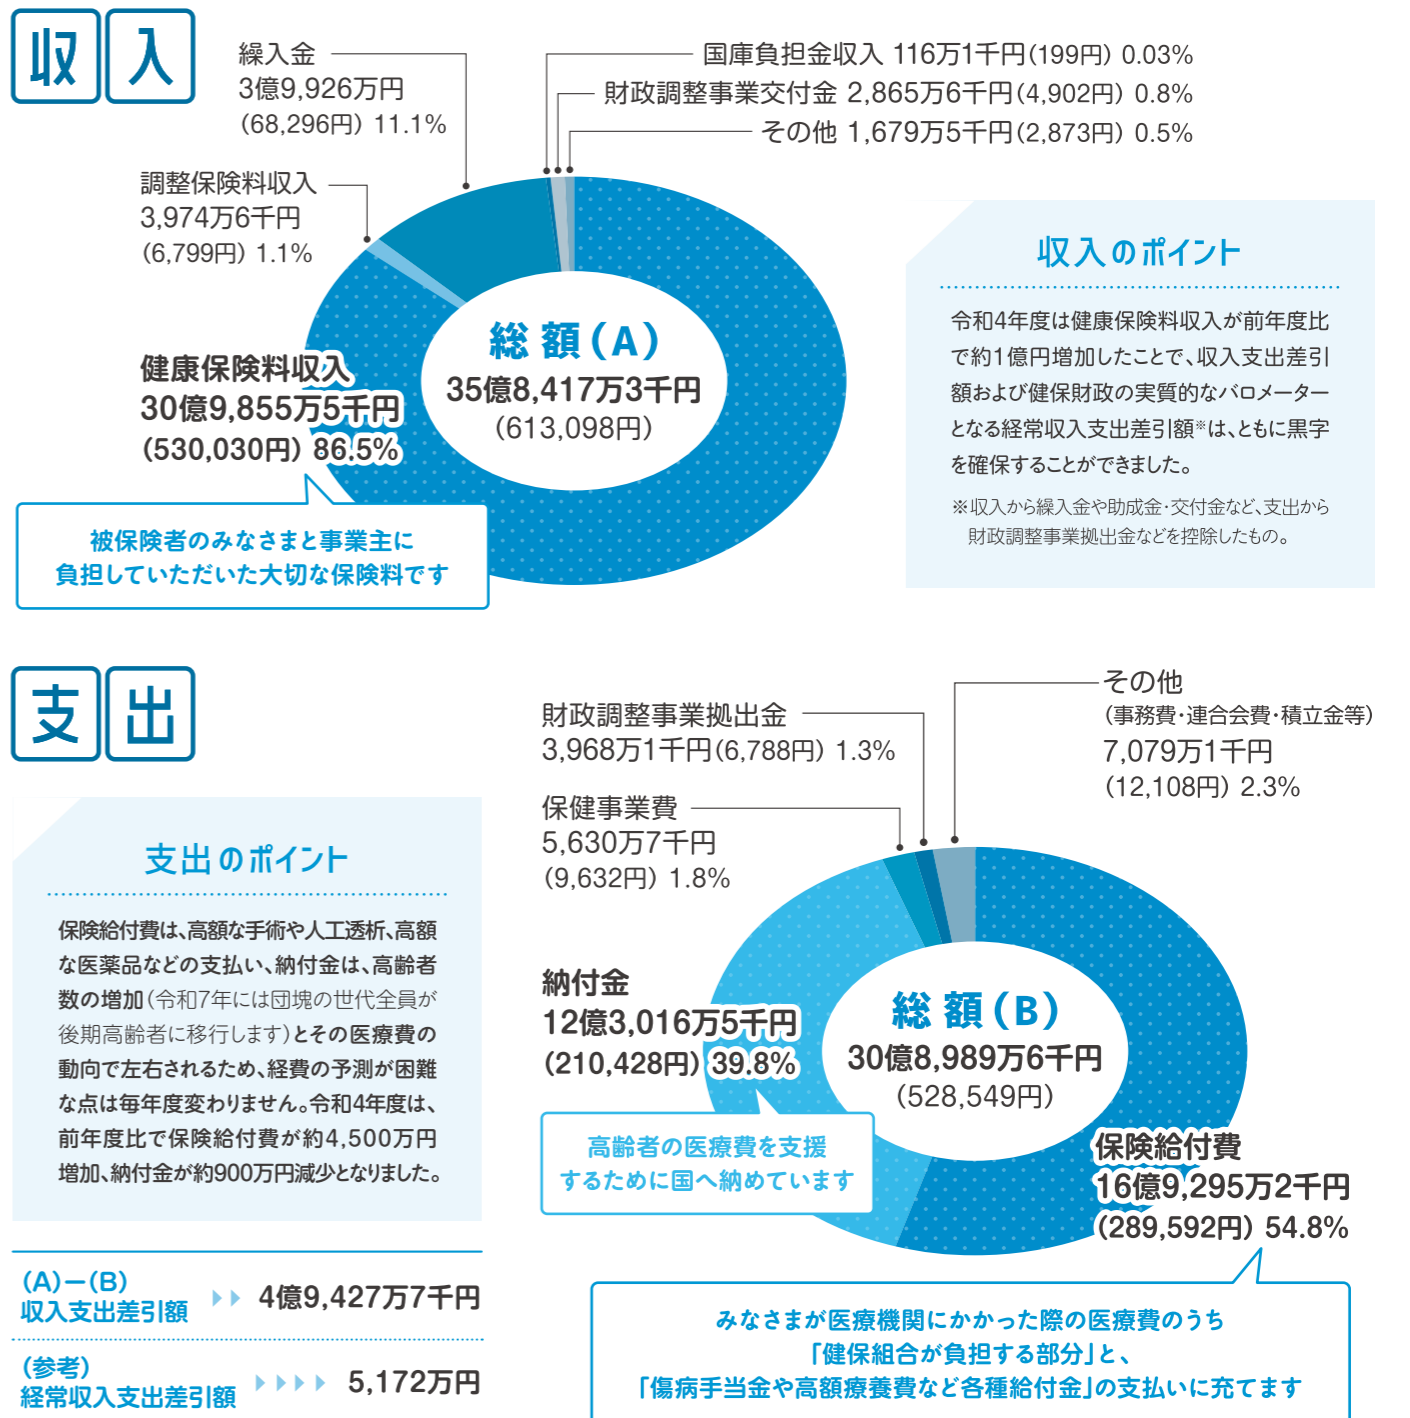 収入
繰入金
3億9,926万円
(68,296円) 11.1%
国庫負担金収入 116万1千円(199円) 0.03%
財政調整事業交付金 2,865万6千円(4,902円) 0.8%
その他 1,679万5千円(2,873円) 0.5%
調整保険料収入
3,974万6千円
(6,799円) 1.1%
健康保険料収入
30億9,855万5千円
(530,030円) 86.5%
総額(A)
35億8,417万3千円
(613,098円)
被保険者のみなさまと事業主に
負担していただいた大切な保険料です
収入のポイント
令和4年度は健康保険料収入が前年度比
で約1億円増加したことで、収入支出差引
額および健保財政の実質的なバロメーター
となる経常収入支出差引額※は、ともに黒字
を確保することができました。
※収入から繰入金や助成金・交付金など、支出から
財政調整事業拠出金などを控除したもの。
支出
支出のポイント
保険給付費は、高額な手術や人工透析、高額
な医薬品などの支払い、納付金は、高齢者
数の増加(令和7年には団塊の世代全員が
後期高齢者に移行します)とその医療費の
動向で左右されるため、経費の予測が困難
な点は毎年度変わりません。令和4年度は、
前年度比で保険給付費が約4,500万円
増加、納付金が約900万円減少となりました。
財政調整事業拠出金
3,968万1千円(6,788円) 1.3%
その他
(事務費・連合会費・積立金等)
7,079万1千円
(12,108円) 2.3%
保健事業費
5,630万7千円
(9,632円) 1.8%
納付金
12億3,016万5千円
(210,428円) 39.8%
総額(B)
30億8,989万6千円
(528,549円)
高齢者の医療費を支援
するために国へ納めています
保険給付費
16億9,295万2千円
(289,592円) 54.8%
みなさまが医療機関にかかった際の医療費のうち
「健保組合が負担する部分」と、
「傷病手当金や高額療養費など各種給付金」の支払いに充てます
(A)ー(B)
収入支出差引額 4億9,427万7千円
(参考)
経常収入支出差引額 5,172万円